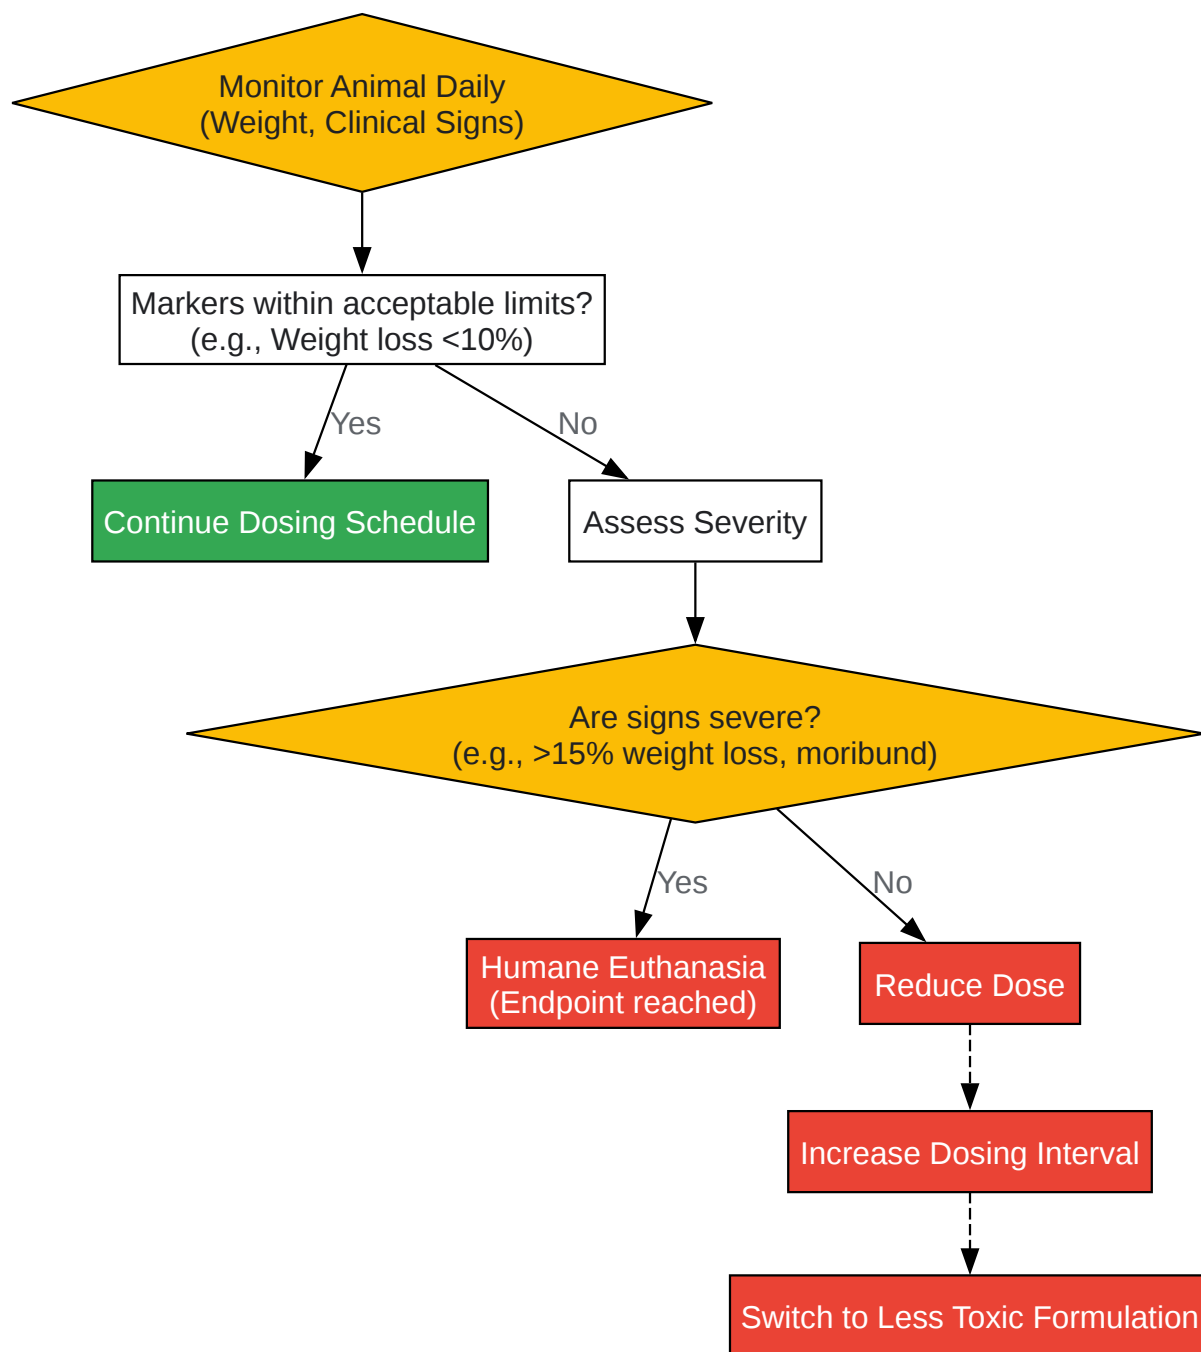 Monitor Animal Daily
(Weight, Clinical Signs)
Markers within acceptable limits?
(e.g., Weight loss <10%)
Yes
No
Continue Dosing Schedule
Assess Severity
Are signs severe?
(e.g., >15% weight loss, moribund)
Yes
No
Humane Euthanasia
(Endpoint reached)
Reduce Dose
Increase Dosing Interval
Switch to Less Toxic Formulation